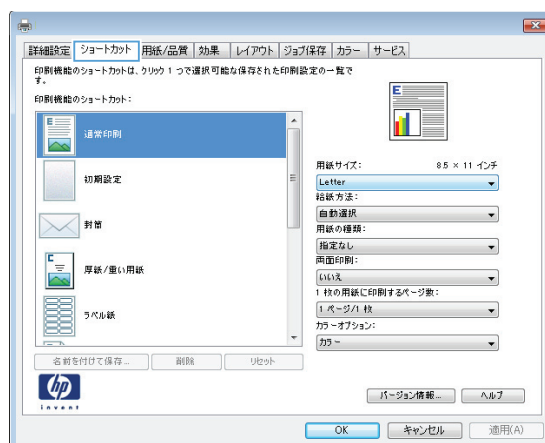 詳細設定 ショートカット 用紙/品質 効果 レイアウト ジョブ保存 カラー サービス
印刷機能のショートカットは、クリック 1 つで選択可能な保存された印刷設定の一覧で
す。
印刷機能のショートカット:
通常印刷
初期設定
封筒
厚紙/重い用紙
ラベル紙
名前を付けて保存...
削除
リセット
E
用紙サイズ:
8.5 × 11 インチ
Letter
給紙方法:
自動選択
用紙の種類:
指定なし
両面印刷:
いいえ
1 枚の用紙に印刷するページ数:
1 ページ/1 枚
カラーオプション:
カラー
hp
invent
バージョン情報...
ヘルプ
OK
キャンセル
適用(A)